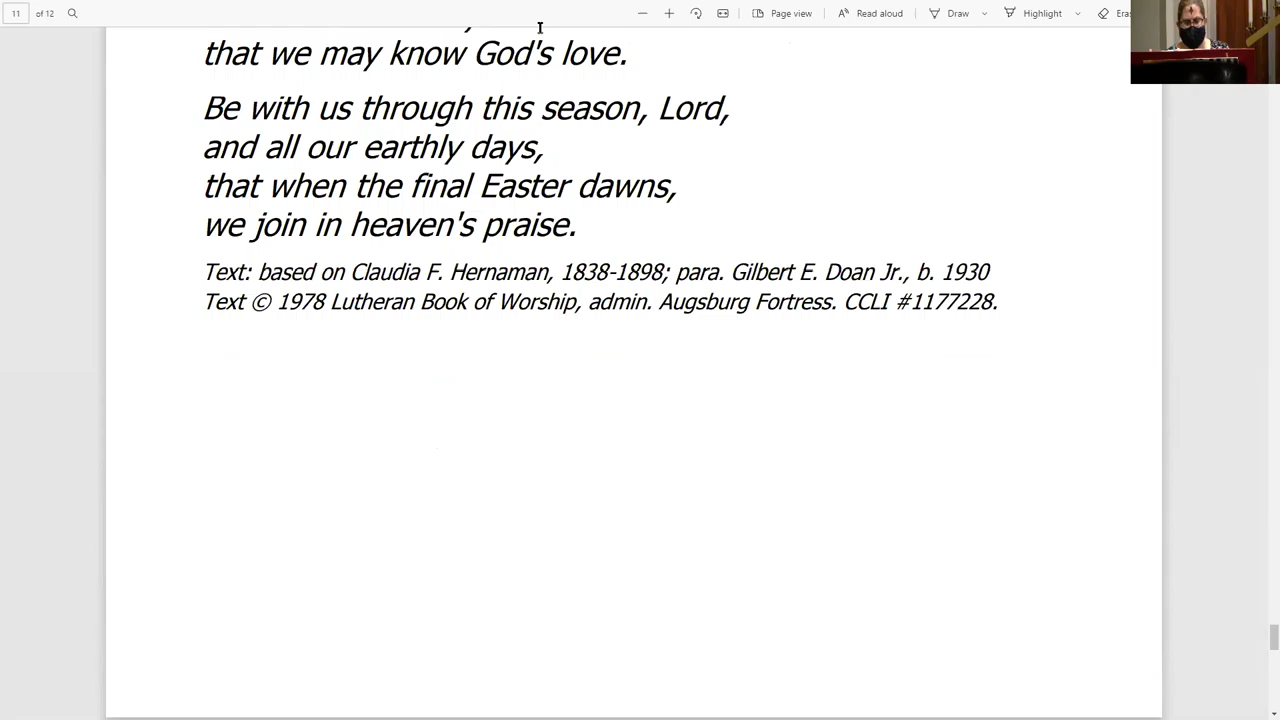 11 of 12 Page view Read aloud Draw Highlight Eras
that we may know God's love.
Be with us through this season, Lord,
and all our earthly days,
that when the final Easter dawns,
we join in heaven's praise.
Text: based on Claudia F. Hernaman, 1838-1898; para. Gilbert E. Doan Jr., b. 1930
Text © 1978 Lutheran Book of Worship, admin. Augsburg Fortress. CCLI #1177228.